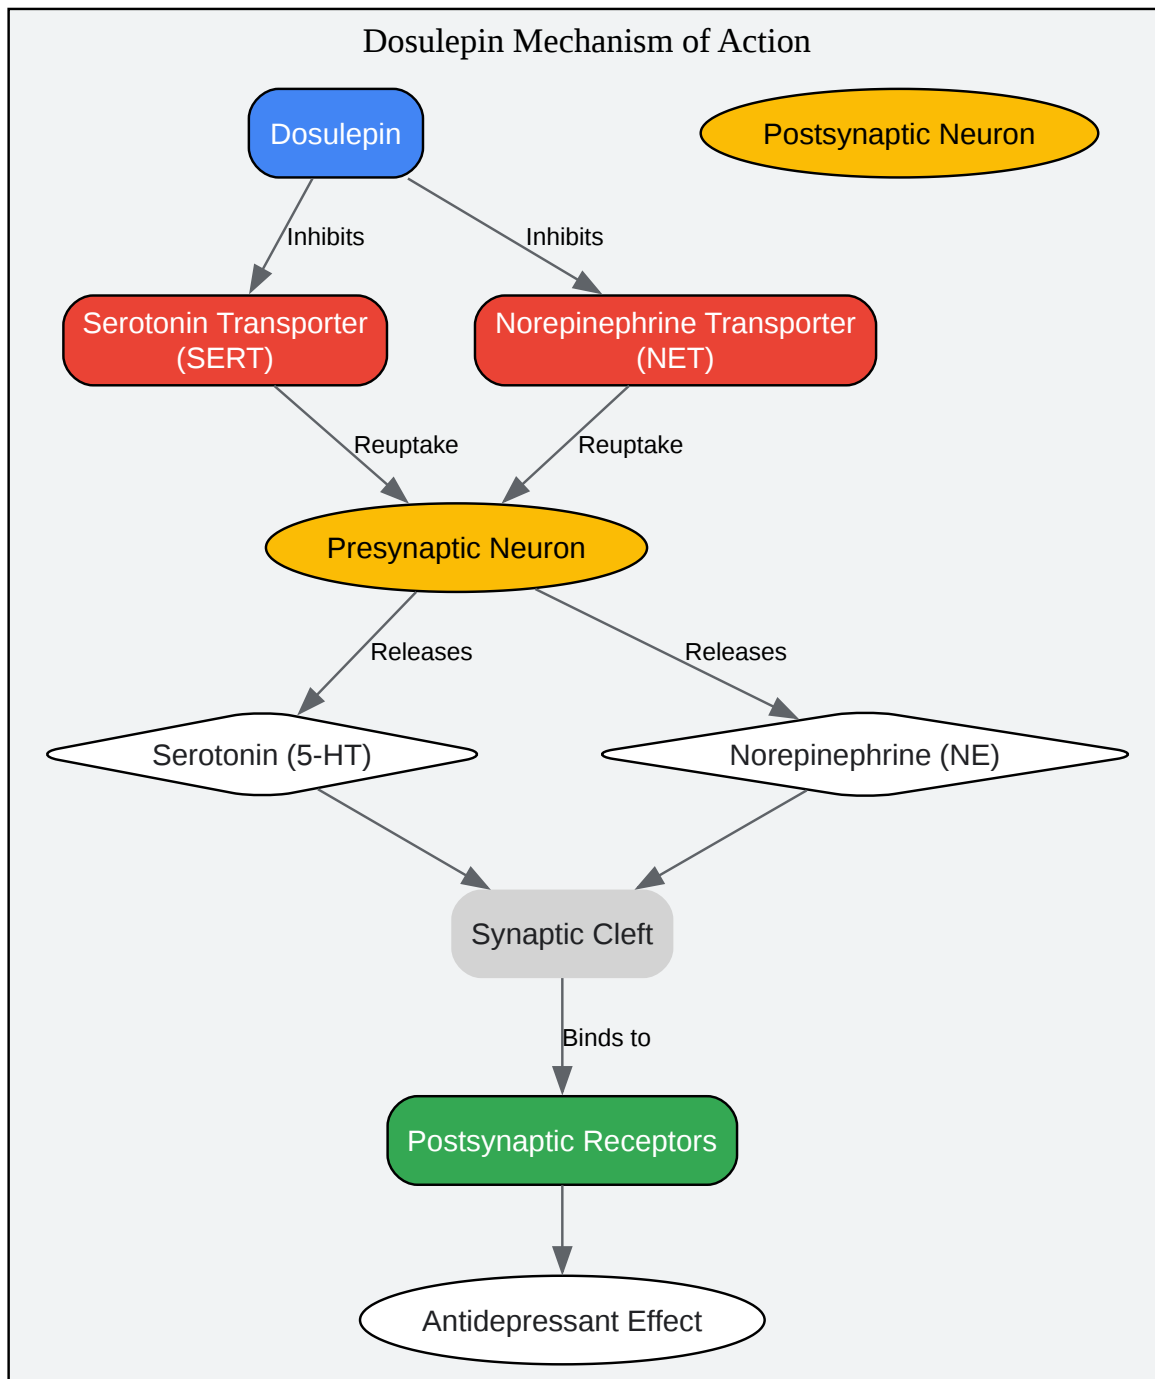 Dosulepin Mechanism of Action
Dosulepin
Postsynaptic Neuron
Inhibits
Inhibits
Serotonin Transporter
(SERT)
Norepinephrine Transporter
(NET)
Reuptake
Reuptake
Presynaptic Neuron
Releases
Releases
Serotonin (5-HT)
Norepinephrine (NE)
Synaptic Cleft
Binds to
Postsynaptic Receptors
Antidepressant Effect